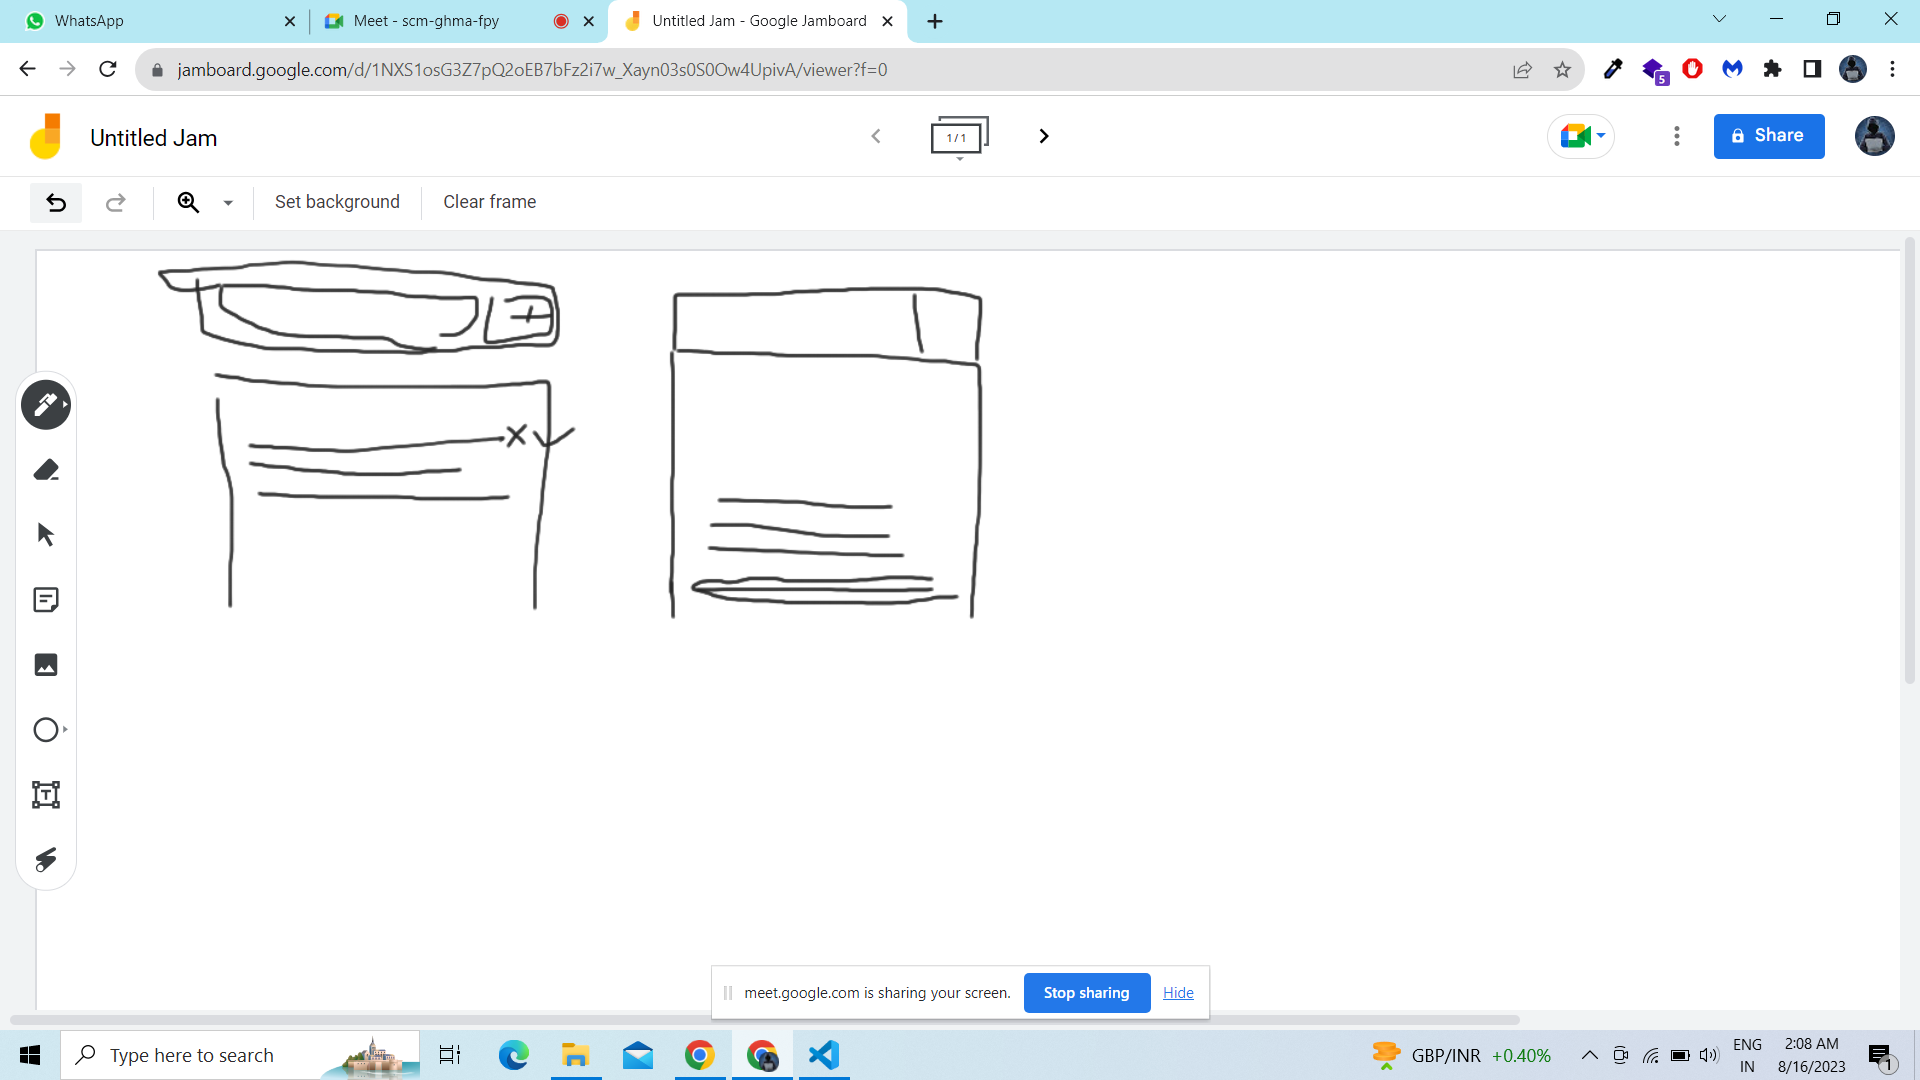 WhatsApp
Meet - scm-ghma-fpy
Untitled Jam - Google Jamboard
jamboard.google.com/d/1NXS1osG3Z7pQ2oEB7bFz2i7w_Xayn03s0S0Ow4UpivA/viewer?f=0
5
Untitled Jam
1 / 1
Share
Set background
Clear frame
meet.google.com is sharing your screen.
Stop sharing
Hide
Type here to search
GBP/INR +0.40%
ENG
IN
2:08 AM
8/16/2023
1